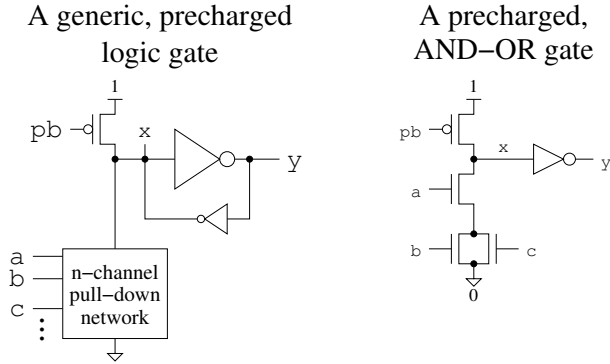 A generic, precharged
logic gate
1
pb
x
y
a
b
c
n-channel
pull-down
network
A precharged,
AND-OR gate
1
pb
x
y
a
b
c
0